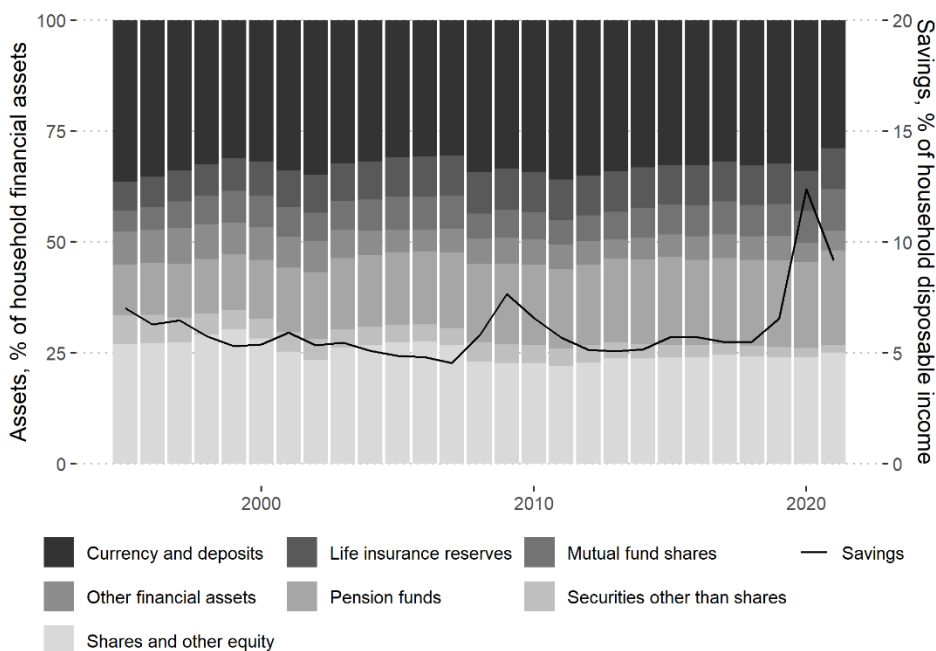 Assets, % of household financial assets
100
75
50
25
0
20
15
10
5
0
Savings, % of household disposable income
2000
2010
2020
Currency and deposits
Life insurance reserves
Mutual fund shares
Savings
Other financial assets
Pension funds
Securities other than shares
Shares and other equity